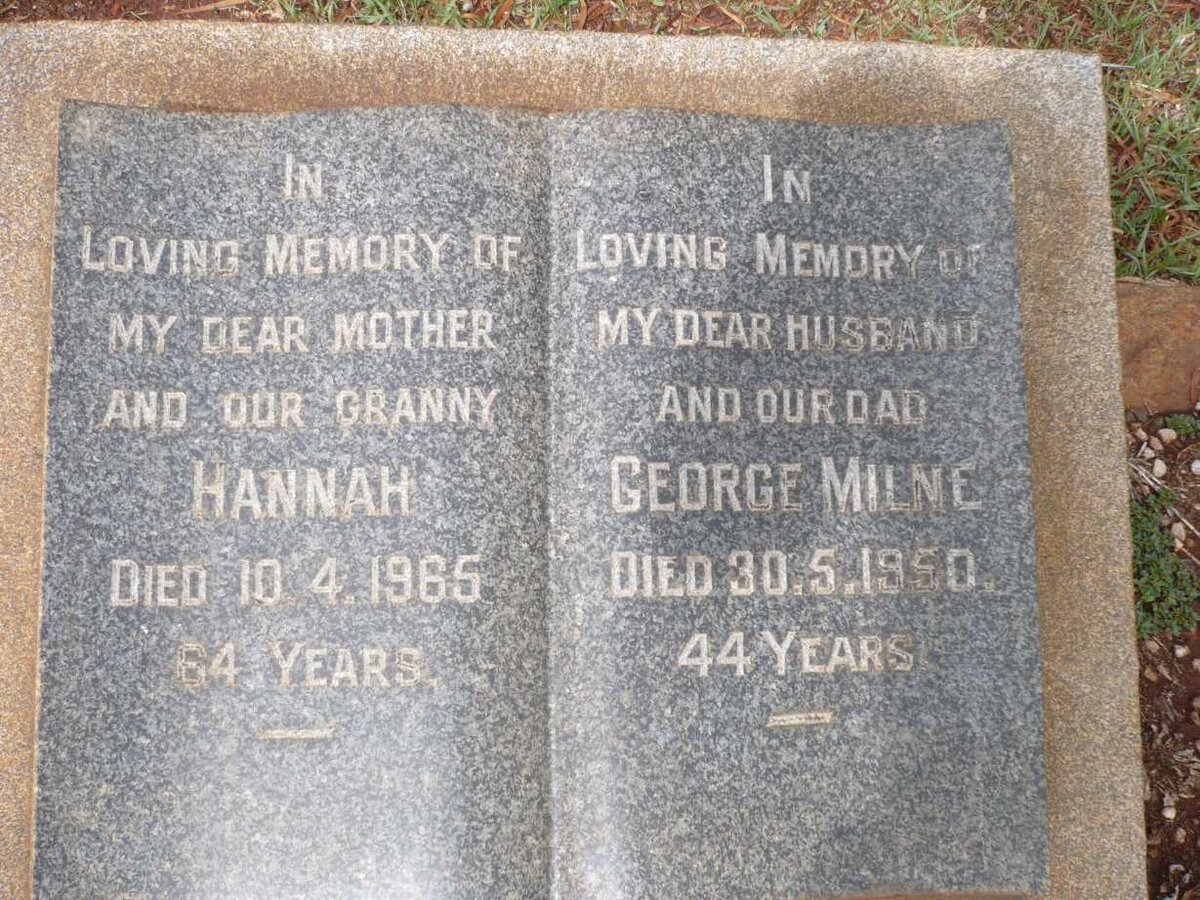 IN
LOVING MEMORY OF
MY DEAR MOTHER
AND OUR GRANNY
HANNAH
DIED 10.4.1965
64 YEARS.
IN
LOVING MEMORY OF
MY DEAR HUSBAND
AND OUR DAD
GEORGE MILNE
DIED 30.5.1950.
44 YEARS